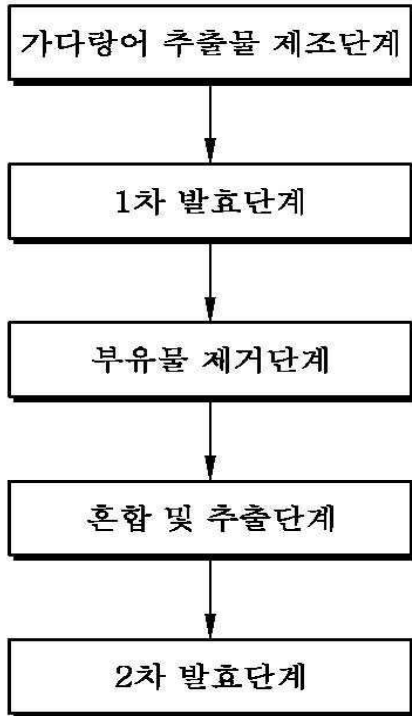 가다랑어 추출물 제조단계
1차 발효단계
부유물 제거단계
혼합 및 추출단계
2차 발효단계